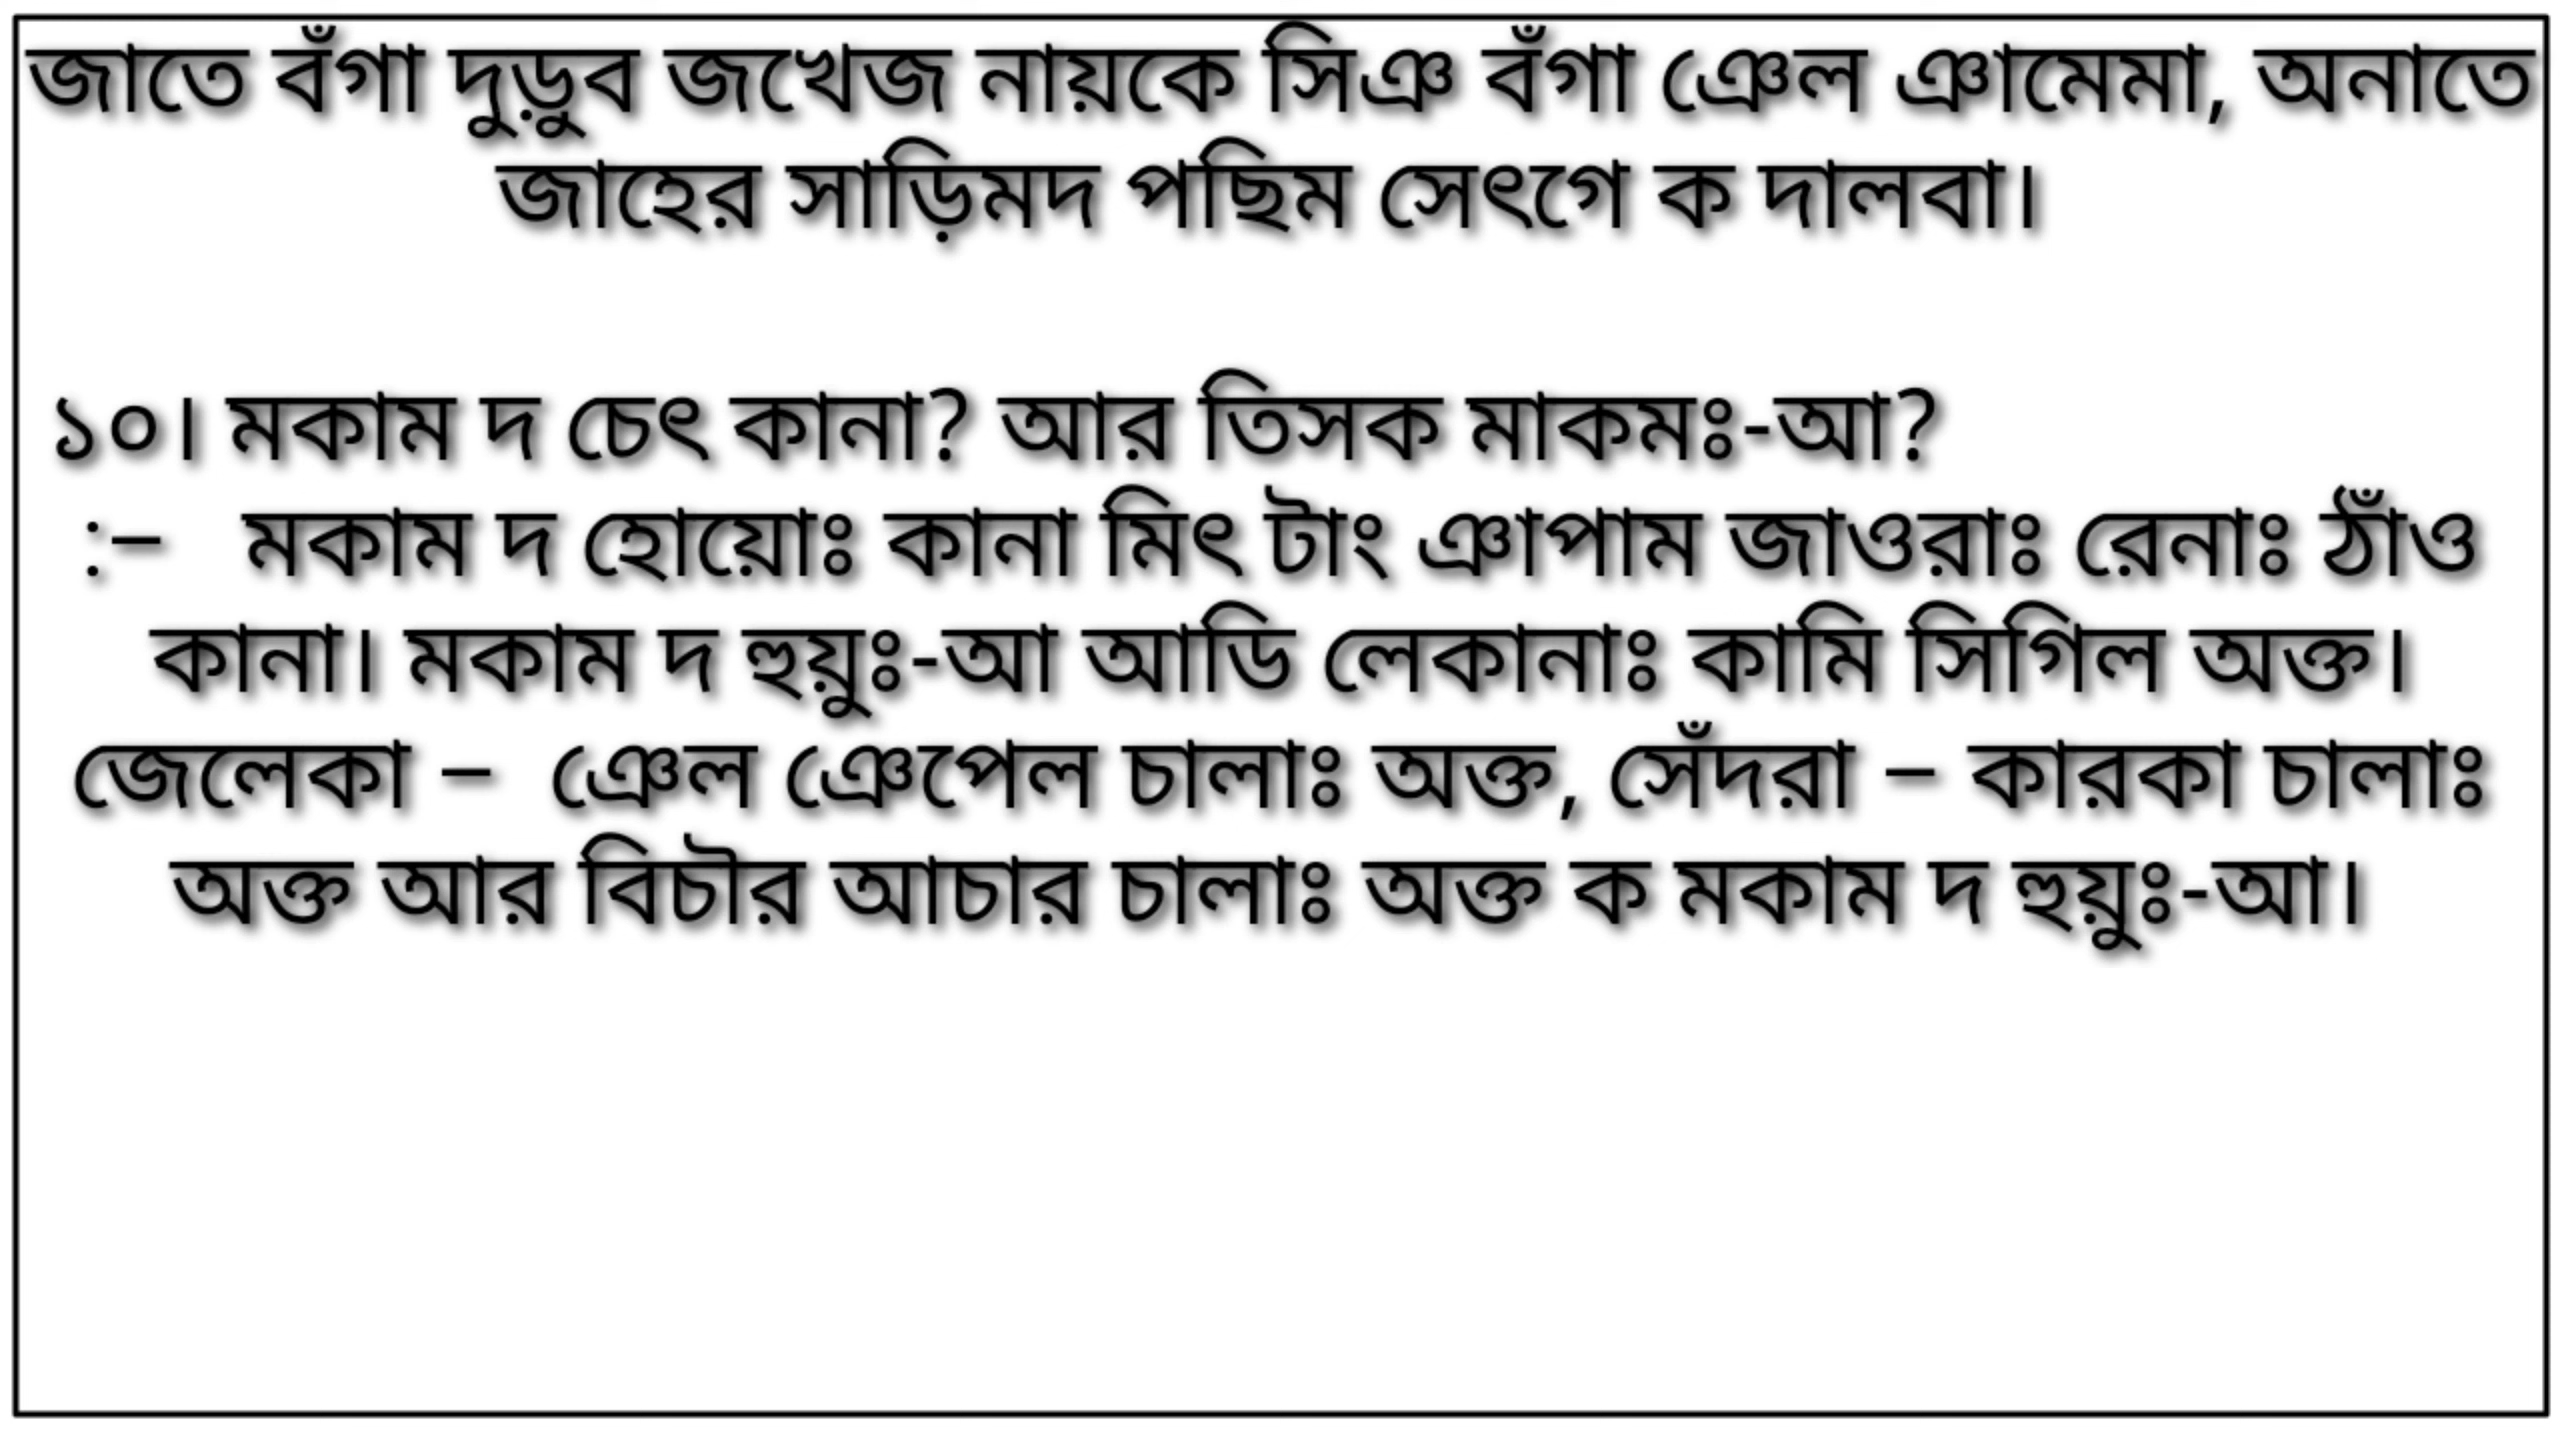 জাতে বঁগা দুড়ুব জখেজ নায়কে সিঞ বঁগা ঞেল ঞামেমা, অনাতে
জাহের সাড়িমদ পছিম সেৎগে ক দালবা।
১০। মকাম দ চেৎ কানা? আর তিসক মাকমঃ-আ?
:– মকাম দ হোয়োঃ কানা মিৎ টাং ঞাপাম জাওরাঃ রেনাঃ ঠাঁও
কানা। মকাম দ হুয়ুঃ-আ আডি লেকানাঃ কামি সিগিল অক্ত।
জেলেকা – ঞেল ঞেপেল চালাঃ অক্ত, সেঁদরা – কারকা চালাঃ
অক্ত আর বিচৗর আচার চালাঃ অক্ত ক মকাম দ হুয়ুঃ-আ।